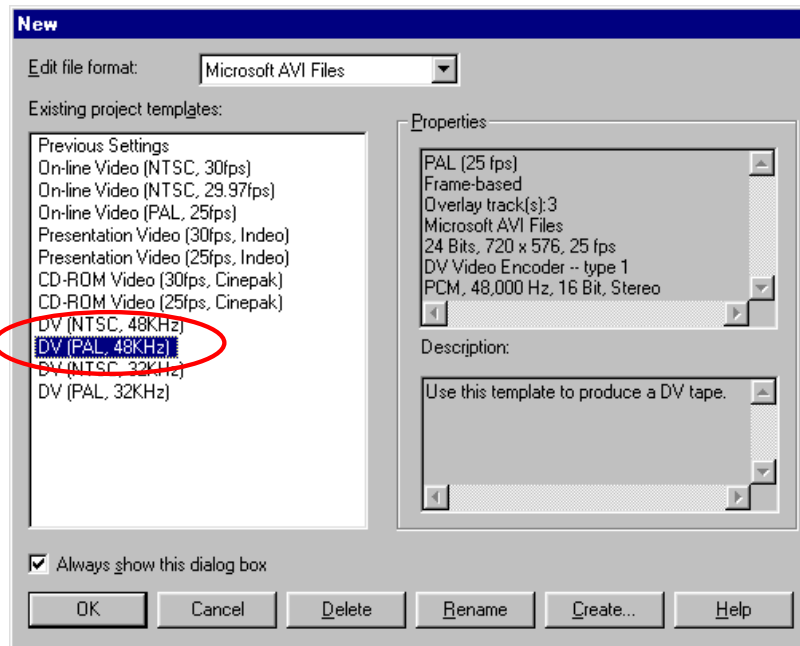 New
Edit file format:
Microsoft AVI Files
Existing project templates:
Previous Settings
On-line Video (NTSC, 30fps)
On-line Video (NTSC, 29.97fps)
On-line Video (PAL, 25fps)
Presentation Video (30fps, Indeo)
Presentation Video (25fps, Indeo)
CD-ROM Video (30fps, Cinepak)
CD-ROM Video (25fps, Cinepak)
DV (NTSC, 48KHz)
DV (PAL, 48KHz)
DV (NTSC, 32KHz)
DV (PAL, 32KHz)
Properties
PAL (25 fps)
Frame-based
Overlay track(s):3
Microsoft AVI Files
24 Bits, 720 x 576, 25 fps
DV Video Encoder -- type 1
PCM, 48,000 Hz, 16 Bit, Stereo
Description:
Use this template to produce a DV tape.
Always show this dialog box
OK
Cancel
Delete
Rename
Create...
Help